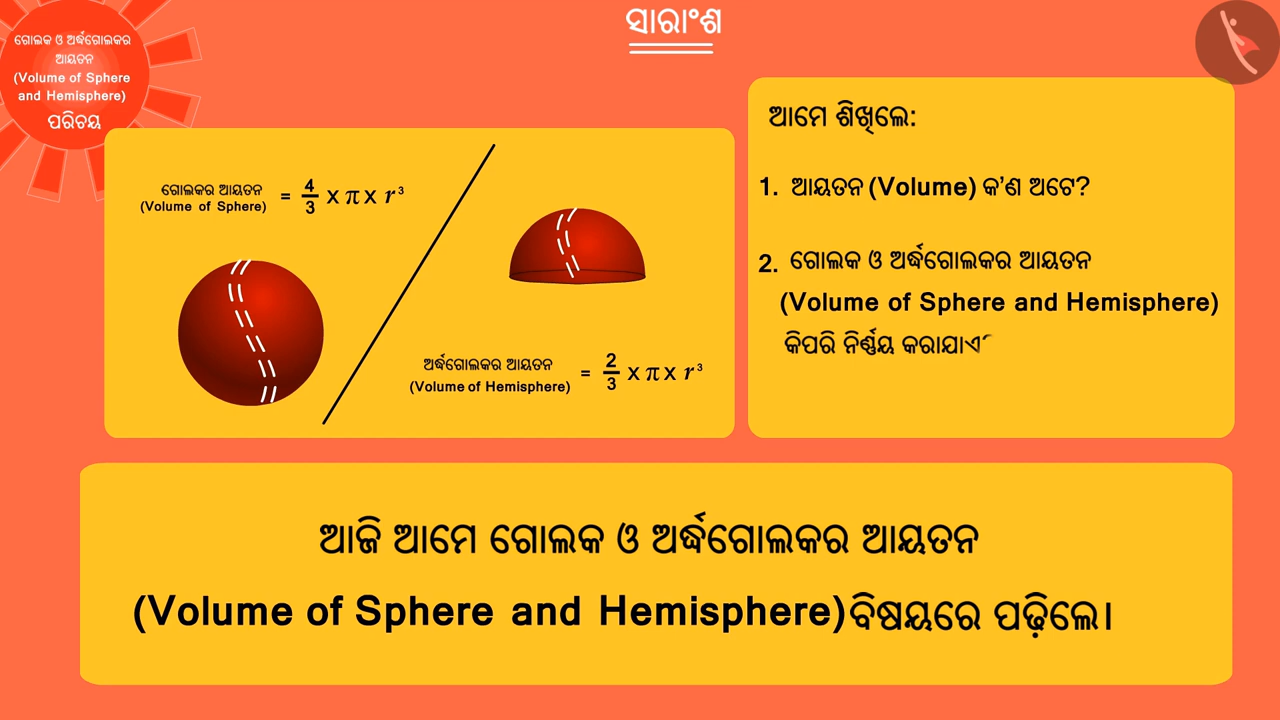 ସାରାଂଶ
ଗୋଲକ ଓ ଅର୍ଦ୍ଧଗୋଲକର
ଆୟତନ
(Volume of Sphere
and Hemisphere)
ପରିଚୟ
ଗୋଲକର ଆୟତନ
(Volume of Sphere) = 4/3 x π x r³
ଅର୍ଦ୍ଧଗୋଲକର ଆୟତନ
(Volume of Hemisphere) = 2/3 x π x r³
ଆମେ ଶିଖିଲେ:
1. ଆୟତନ (Volume) କ'ଣ ଅଟେ?
2. ଗୋଲକ ଓ ଅର୍ଦ୍ଧଗୋଲକର ଆୟତନ
(Volume of Sphere and Hemisphere)
କିପରି ନିର୍ଣ୍ଣୟ କରାଯାଏ
ଆଜି ଆମେ ଗୋଲକ ଓ ଅର୍ଦ୍ଧଗୋଲକର ଆୟତନ
(Volume of Sphere and Hemisphere) ବିଷୟରେ ପଢ଼ିଲେ।